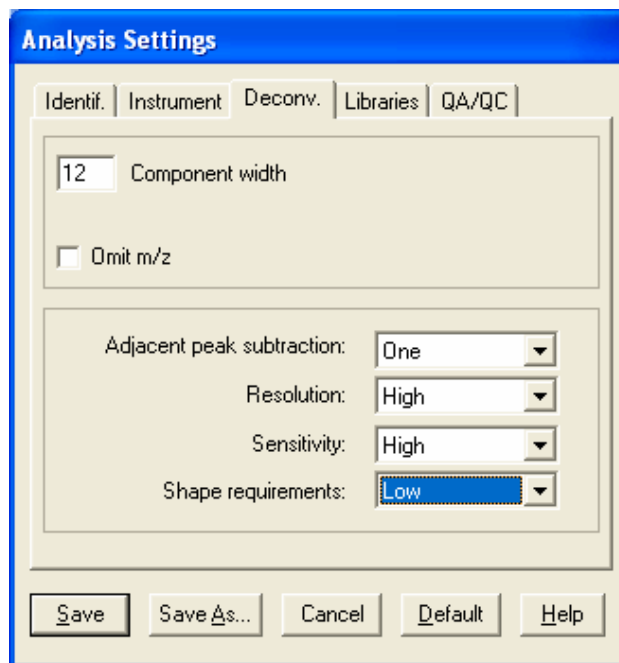 Analysis Settings
Identif. Instrument Deconv. Libraries QA/QC
12 Component width
Omit m/z
Adjacent peak subtraction: One
Resolution: High
Sensitivity: High
Shape requirements: Low
Save Save As... Cancel Default Help